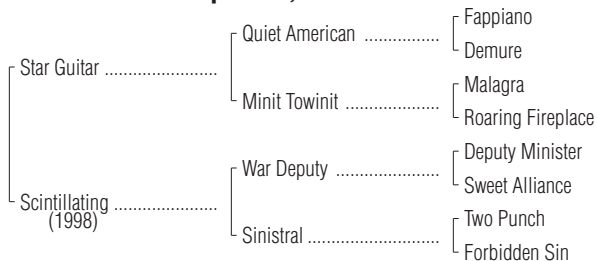 Fappiano
Quiet American ..................
Demure
Star Guitar ........................
Malagra
Minit Towinit ......................
Roaring Fireplace
Deputy Minister
War Deputy ........................
Sweet Alliance
Scintillating ........................
(1998)
Two Punch
Sinistral ..............................
Forbidden Sin